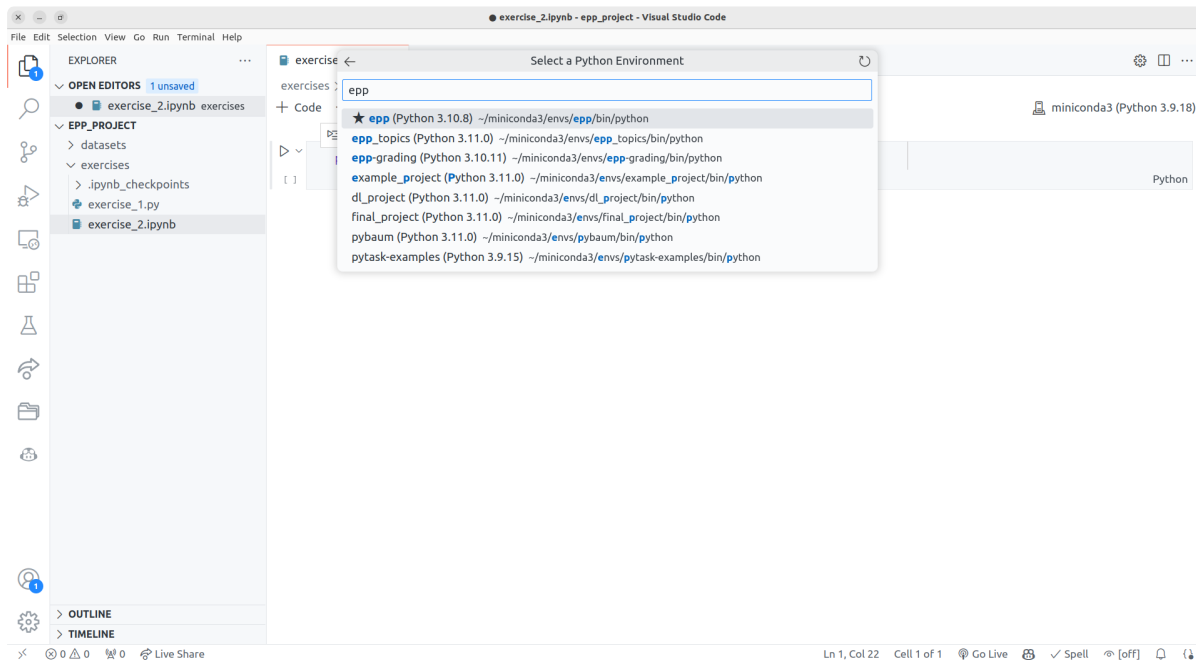 ● exercise_2.ipynb - epp_project - Visual Studio Code
File Edit Selection View Go Run Terminal Help
EXPLORER
OPEN EDITORS 1 unsaved
● exercise_2.ipynb exercises
EPP_PROJECT
datasets
exercises
.ipynb_checkpoints
exercise_1.py
exercise_2.ipynb
OUTLINE
TIMELINE
1
1
exercise
exercises
+ Code
[ ]
Select a Python Environment
epp
★ epp (Python 3.10.8) ~/miniconda3/envs/epp/bin/python
epp_topics (Python 3.11.0) ~/miniconda3/envs/epp_topics/bin/python
epp-grading (Python 3.10.11) ~/miniconda3/envs/epp-grading/bin/python
example_project (Python 3.11.0) ~/miniconda3/envs/example_project/bin/python
dl_project (Python 3.11.0) ~/miniconda3/envs/dl_project/bin/python
final_project (Python 3.11.0) ~/miniconda3/envs/final_project/bin/python
pybaum (Python 3.11.0) ~/miniconda3/envs/pybaum/bin/python
pytask-examples (Python 3.9.15) ~/miniconda3/envs/pytask-examples/bin/python
miniconda3 (Python 3.9.18)
Python
0 0 0 Live Share
Ln 1, Col 22 Cell 1 of 1 Go Live Spell [off]